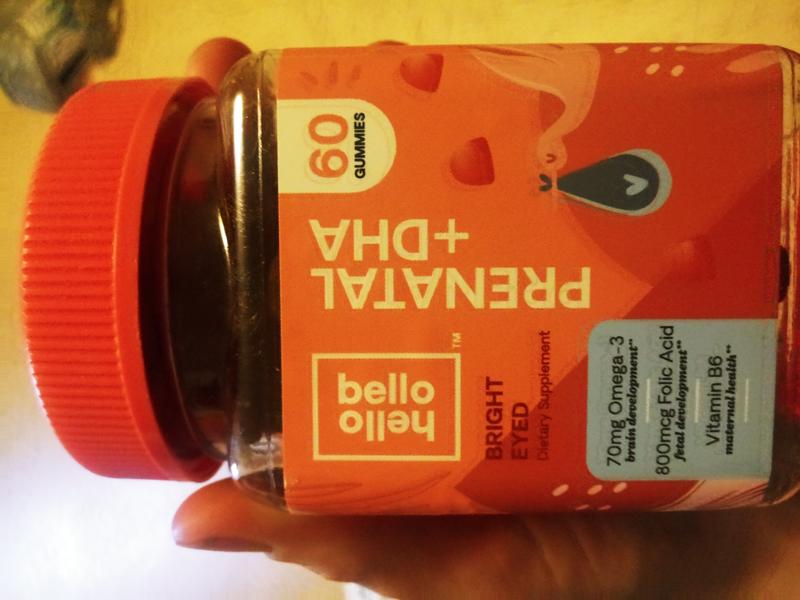 60
GUMMIES
PRENATAL
+DHA
hello
bello
TM
BRIGHT
EYED
Dietary Supplement
70mg Omega-3
brain development**
800mcg Folic Acid
fetal development**
Vitamin B6
maternal health**